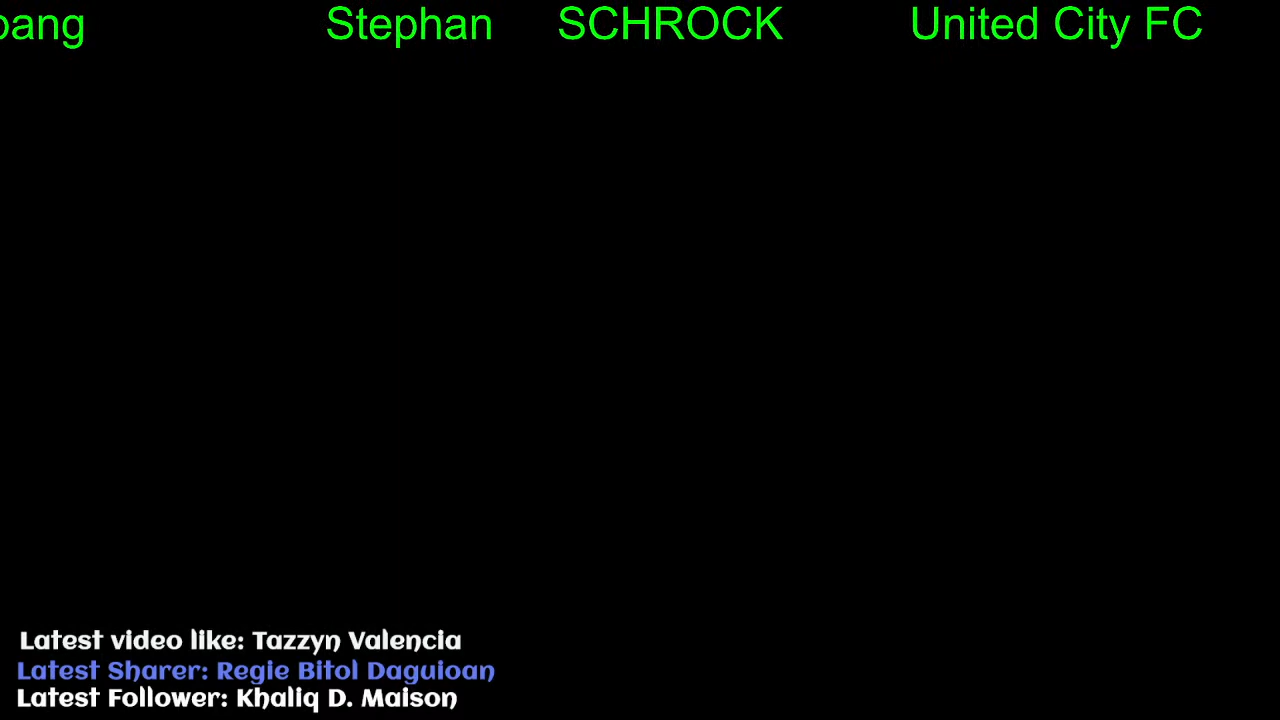 Stephan SCHROCK United City FC
Latest video like: Tazzyn Valencia
Latest Sharer: Regie Bitol Daguioan
Latest Follower: Khaliq D. Maison